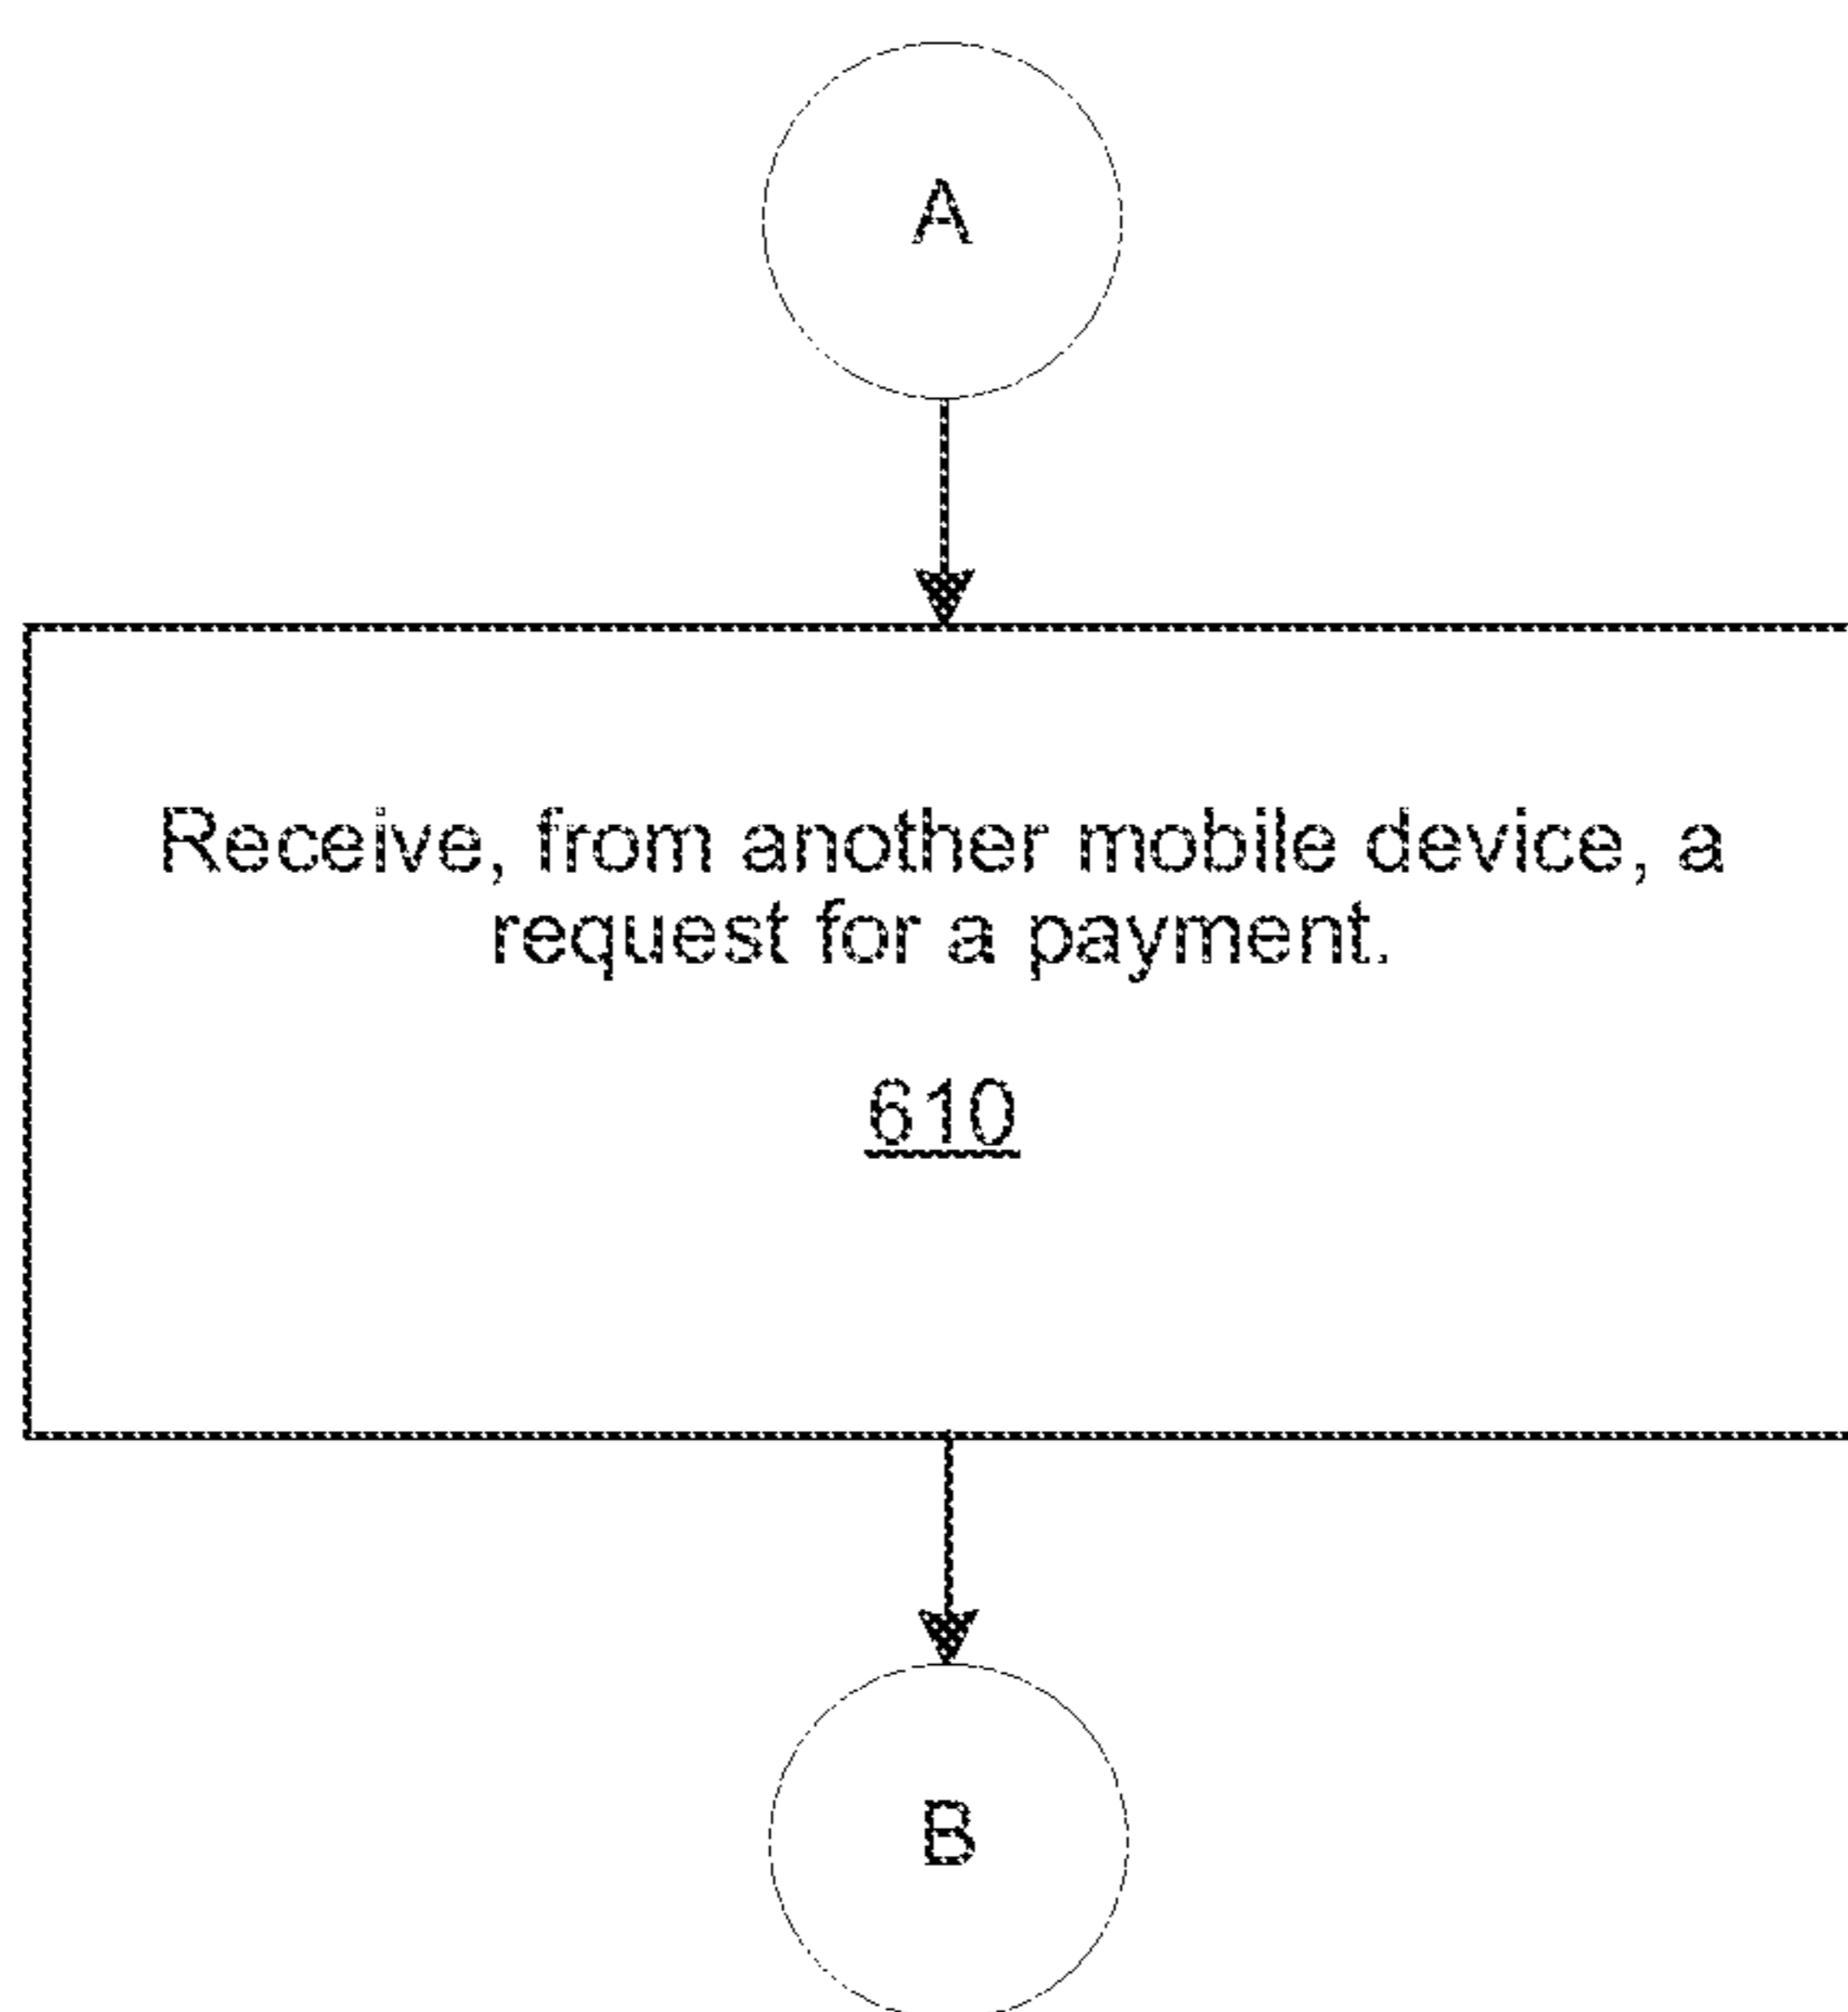 A
Receive, from another mobile device, a
request for a payment.
610
B